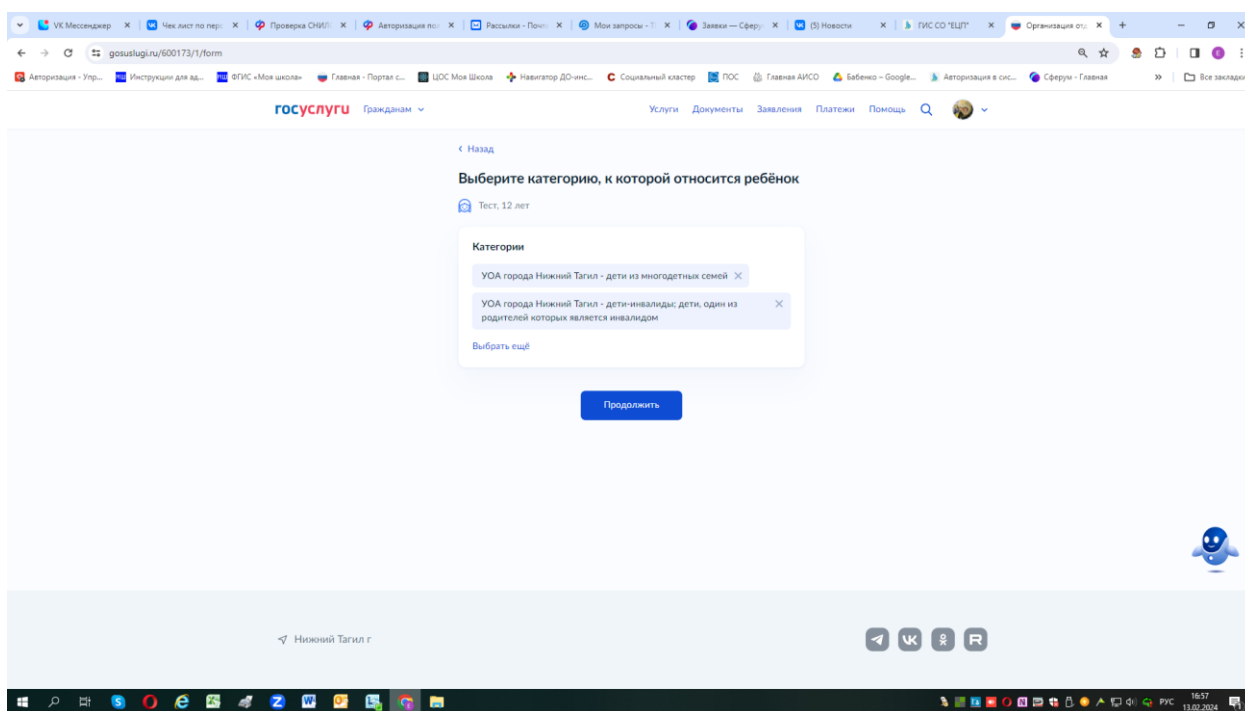 VK Мессенджер
Чек лист по перс
Проверка СНИЛ
Авторизация пол
Рассылки - Почт
Мои запросы - Т
Заявки — Сферу
(5) Новости
ГИС СО "ЕЦП"
Организация отд
gosuslugi.ru/600173/1/form
Авторизация - Упр...
Инструкции для ад...
ФГИС «Моя школа»
Главная - Портал с...
ЦОС Моя Школа
Навигатор ДО-инс...
Социальный кластер
ПОС
Главная АИСО
Бабенко – Google...
Авторизация в сис...
Сферум - Главная
Все закладки
госуслуги
Гражданам
Услуги
Документы
Заявления
Платежи
Помощь
Назад
Выберите категорию, к которой относится ребёнок
Тест, 12 лет
Категории
УОА города Нижний Тагил - дети из многодетных семей
УОА города Нижний Тагил - дети-инвалиды; дети, один из
родителей которых является инвалидом
Выбрать ещё
Продолжить
Нижний Тагил г
РУС
16:57
13.02.2024